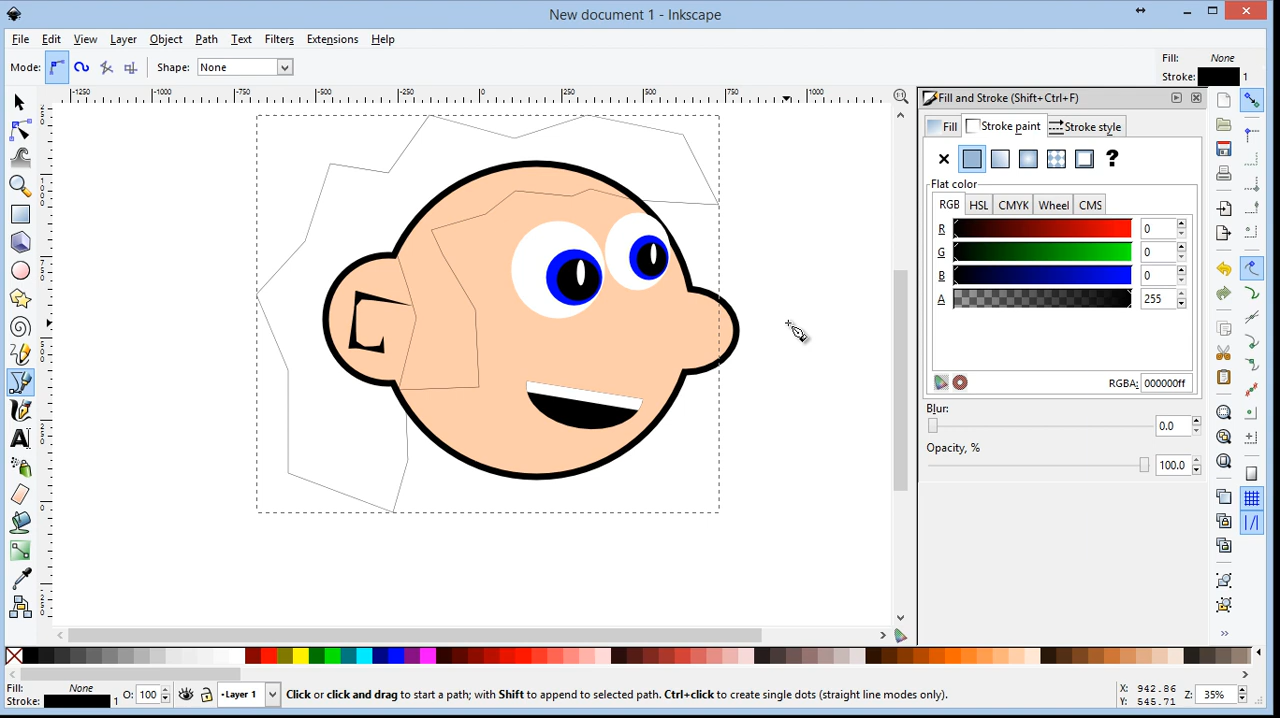 New document 1 - Inkscape
File Edit View Layer Object Path Text Filters Extensions Help
Mode: Shape: None
Fill: None
Stroke: 1
-1250 -1000 -750 -500 -250 0 250 500 750 1000
Fill and Stroke (Shift+Ctrl+F)
Fill Stroke paint Stroke style
?
Flat color
RGB HSL CMYK Wheel CMS
R 0
G 0
B 0
A 255
RGBA: 000000ff
Blur:
0.0
Opacity, %
100.0
Fill: None
Stroke: 1
O: 100
Layer 1
Click or click and drag to start a path; with Shift to append to selected path. Ctrl+click to create single dots (straight line modes only).
X: 942.86
Y: 545.71
Z: 35%